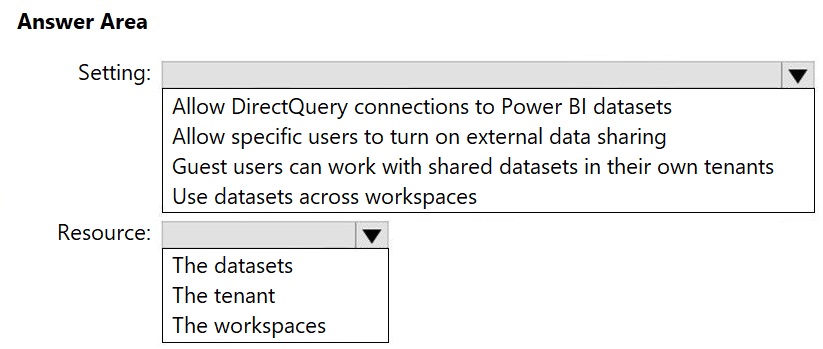 Answer Area
Setting:
Allow DirectQuery connections to Power BI datasets
Allow specific users to turn on external data sharing
Guest users can work with shared datasets in their own tenants
Use datasets across workspaces
Resource:
The datasets
The tenant
The workspaces